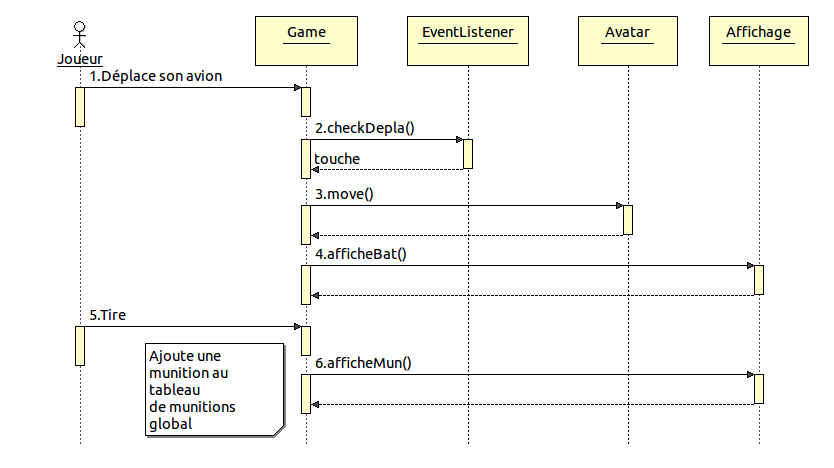 Game
EventListener
Avatar
Affichage
Joueur
1.Déplace son avion
2.checkDepla()
touche
3.move()
4.afficheBat()
5.Tire
Ajoute une
munition au
tableau
de munitions
global
6.afficheMun()